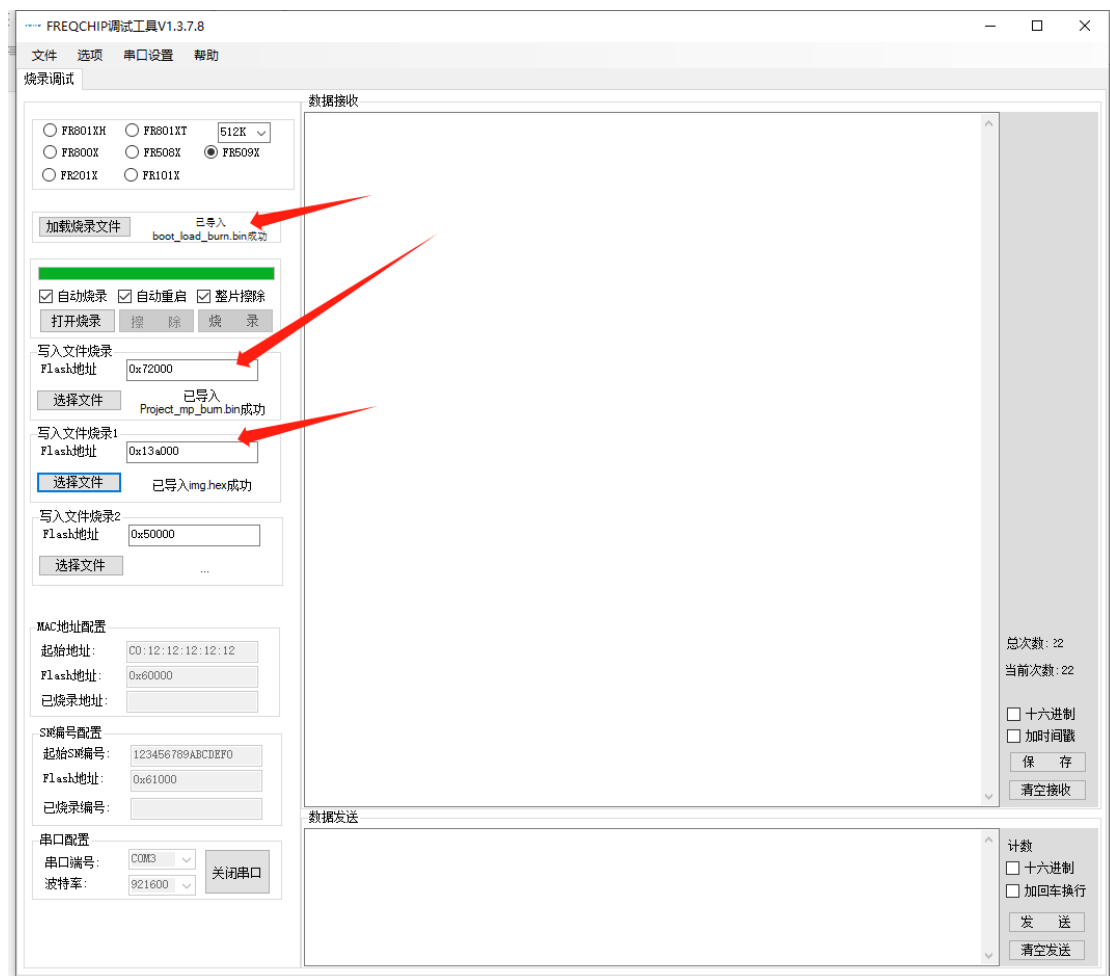 FREQCHIP调试工具V1.3.7.8
文件 选项 串口设置 帮助
烧录调试
FR801XH FR801XT 512K
FR800X FR508X FR509X
FR201X FR101X
加载烧录文件
已导入
boot_load_burn.bin成功
自动烧录 自动重启 整片擦除
打开烧录 擦 除 烧 录
写入文件烧录
Flash地址 0x72000
选择文件
已导入
Project_mp_burn.bin成功
写入文件烧录1
Flash地址 0x13a000
选择文件 已导入img.hex成功
写入文件烧录2
Flash地址 0x50000
选择文件 ...
MAC地址配置
起始地址: C0:12:12:12:12:12
Flash地址: 0x60000
已烧录地址:
SN编号配置
起始SN编号: 123456789ABCDEF0
Flash地址: 0x61000
已烧录编号:
串口配置
串口端号: COM3
波特率: 921600
关闭串口
数据接收
总次数: 22
当前次数: 22
十六进制
加时间戳
保 存
清空接收
数据发送
计数
十六进制
加回车换行
发 送
清空发送